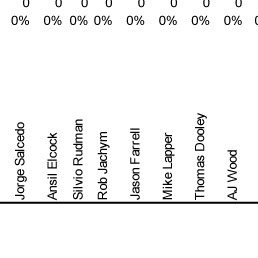 0 0 0 0 0 0 0 0
0% 0% 0% 0% 0% 0% 0% 0%
Jorge Salcedo
Ansil Elcock
Silvio Rudman
Rob Jachym
Jason Farrell
Mike Lapper
Thomas Dooley
AJ Wood